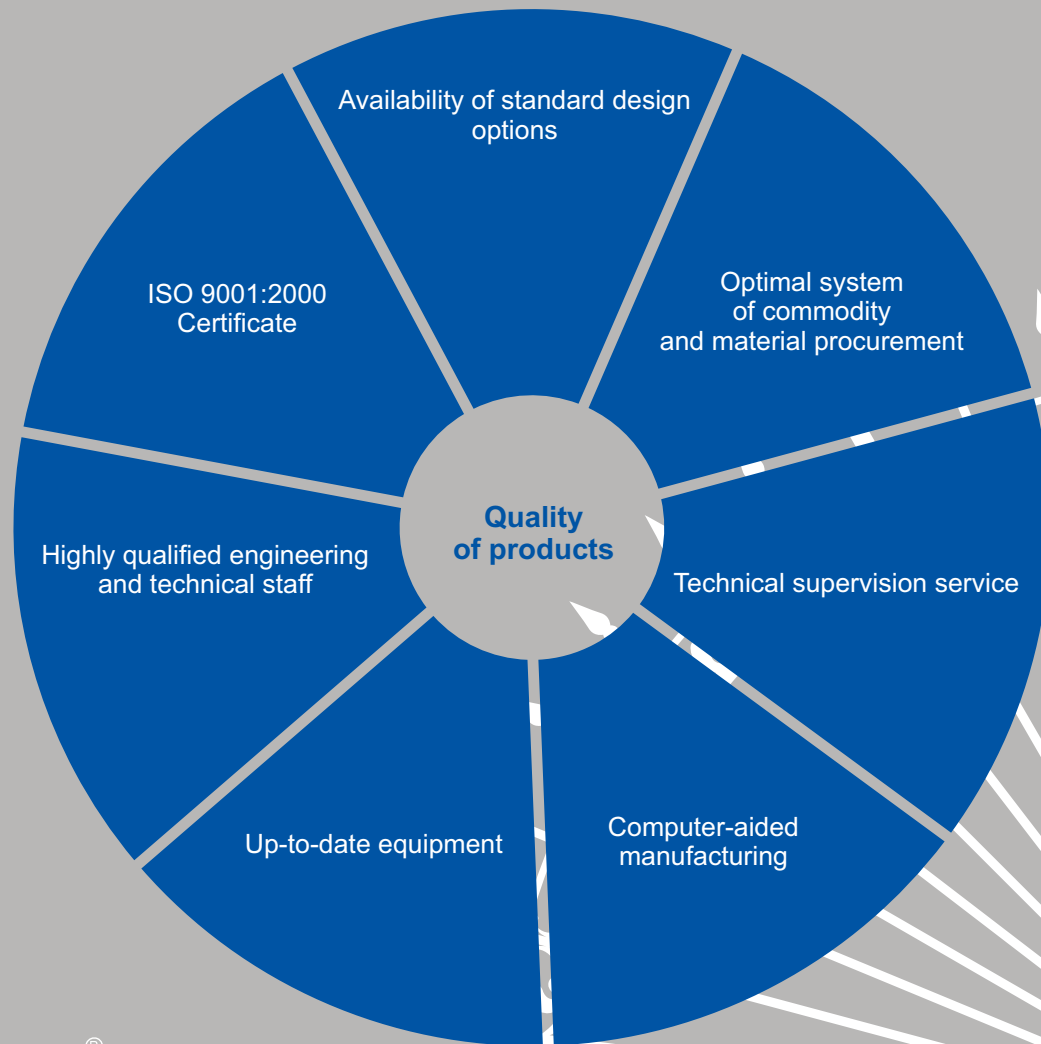 Availability of standard design
options
Optimal system
of commodity
and material procurement
ISO 9001:2000
Certificate
Quality
of products
Technical supervision service
Highly qualified engineering
and technical staff
Computer-aided
manufacturing
Up-to-date equipment
®